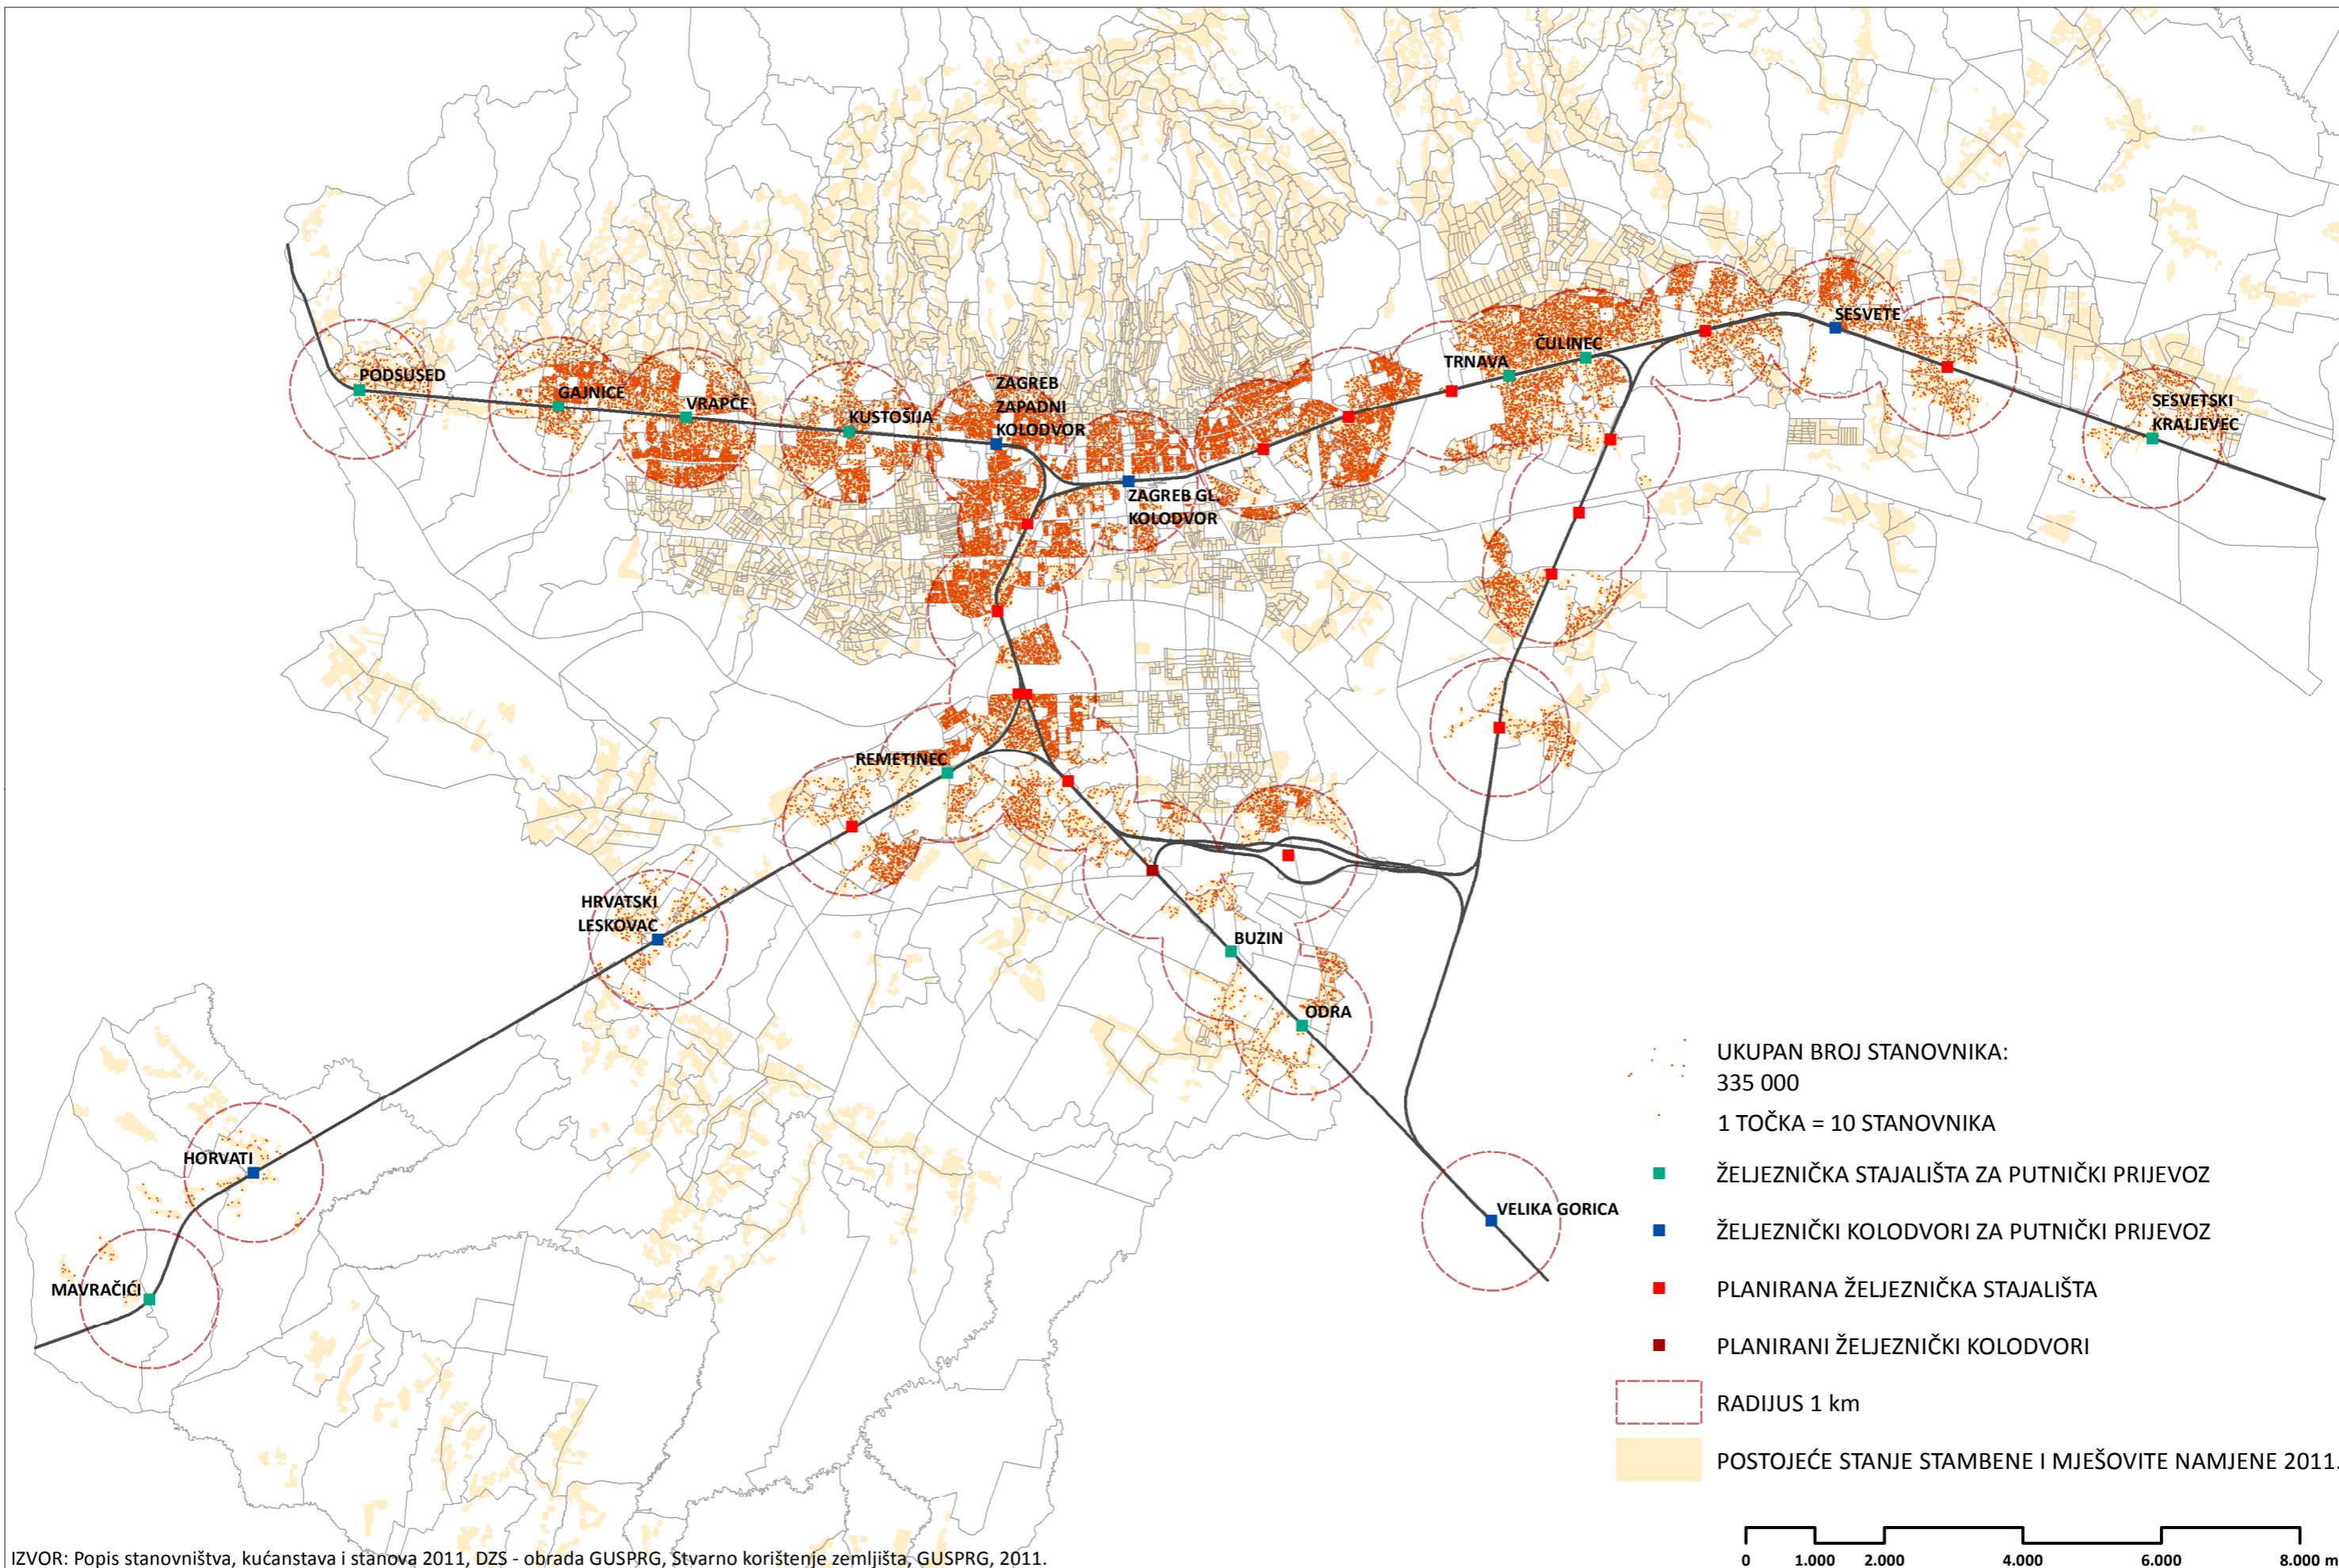 PODSUSED
GAJNICE
VRAPČE
KUSTOŠIJA
ZAGREB
ZAPADNI
KOLODVOR
ZAGREB GL.
KOLODVOR
TRNAVA
ČULINEC
SESVETE
SESVETSKI
KRALJEVEC
REMETINEC
HRVATSKI
LESKOVAC
BUZIN
ODRA
HORVATI
MAVRAČIĆI
VELIKA GORICA
UKUPAN BROJ STANOVNIKA:
335 000
1 TOČKA = 10 STANOVNIKA
ŽELJEZNIČKA STAJALIŠTA ZA PUTNIČKI PRIJEVOZ
ŽELJEZNIČKI KOLODVORI ZA PUTNIČKI PRIJEVOZ
PLANIRANA ŽELJEZNIČKA STAJALIŠTA
PLANIRANI ŽELJEZNIČKI KOLODVORI
RADIJUS 1 km
POSTOJEĆE STANJE STAMBENE I MJEŠOVITE NAMJENE 2011.
0 1.000 2.000 4.000 6.000 8.000 m
IZVOR: Popis stanovništva, kućanstava i stanova 2011, DZS - obrada GUSPRG, Stvarno korištenje zemljišta, GUSPRG, 2011.